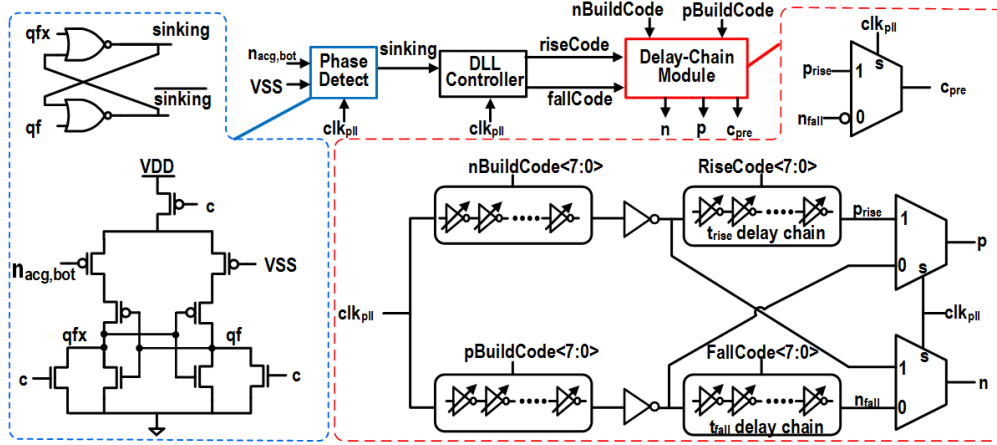 nBuildCode
pBuildCode
qfx
sinking
sinking
qf
n_acg,bot
VSS
Phase
Detect
clk_pll
sinking
DLL
Controller
clk_pll
riseCode
fallCode
Delay-Chain
Module
n
p
c_pre
clk_pll
s
p_rise
1
n_fall
0
c_pre
VDD
c
n_acg,bot
VSS
qfx
qf
c
c
clk_pll
nBuildCode<7:0>
RiseCode<7:0>
t_rise delay chain
p_rise
1
0
s
p
clk_pll
pBuildCode<7:0>
FallCode<7:0>
t_fall delay chain
n_fall
s
1
0
n